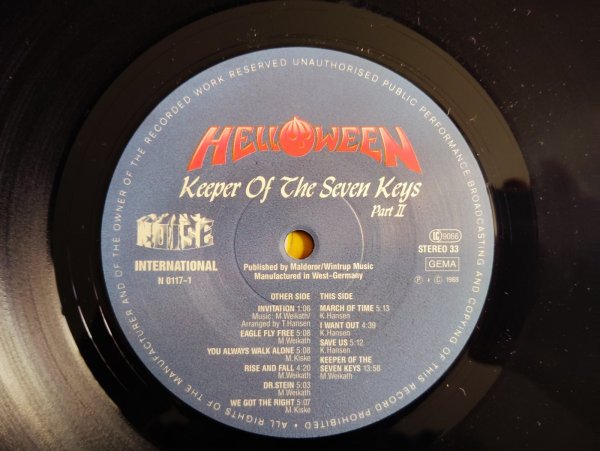 ALL RIGHTS OF THE MANUFACTURER AND OF THE OWNER OF THE RECORDED WORK RESERVED UNAUTHORISED PUBLIC PERFORMANCE BROADCASTING AND COPYING OF THIS RECORD PROHIBITED •
HELLOWEEN
Keeper Of The Seven Keys
Part II
NOISE
INTERNATIONAL
N 0117-1
LC 9066
STEREO 33
GEMA
Ⓟ + © 1988
Published by Maldoror/Wintrup Music
Manufactured in West-Germany
OTHER SIDE
INVITATION 1:06
Music: M.Weikath/
Arranged by T.Hansen
EAGLE FLY FREE 5:08
M.Weikath
YOU ALWAYS WALK ALONE 5:08
M.Kiske
RISE AND FALL 4:20
M.Weikath
DR.STEIN 5:03
M.Weikath
WE GOT THE RIGHT 5:07
M.Kiske
THIS SIDE
MARCH OF TIME 5:13
K.Hansen
I WANT OUT 4:39
K.Hansen
SAVE US 5:12
K.Hansen
KEEPER OF THE
SEVEN KEYS 13:58
M.Weikath